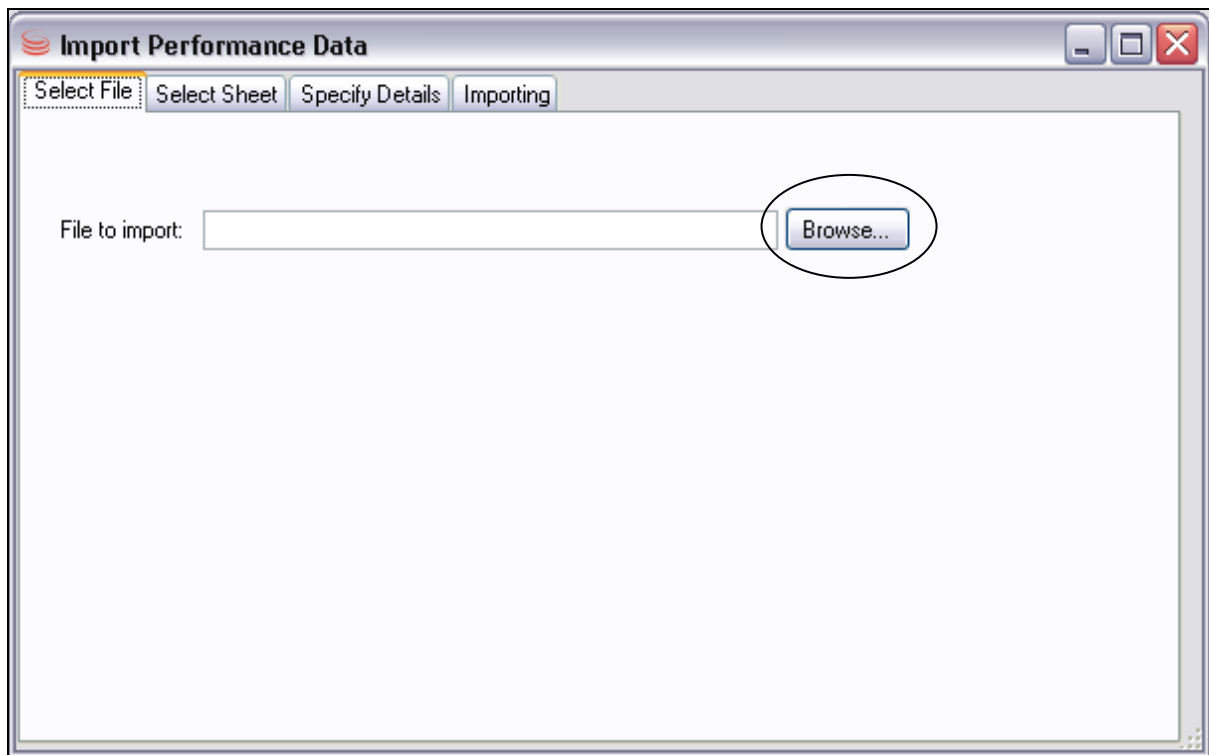 Import Performance Data
Select File Select Sheet Specify Details Importing
File to import: Browse...